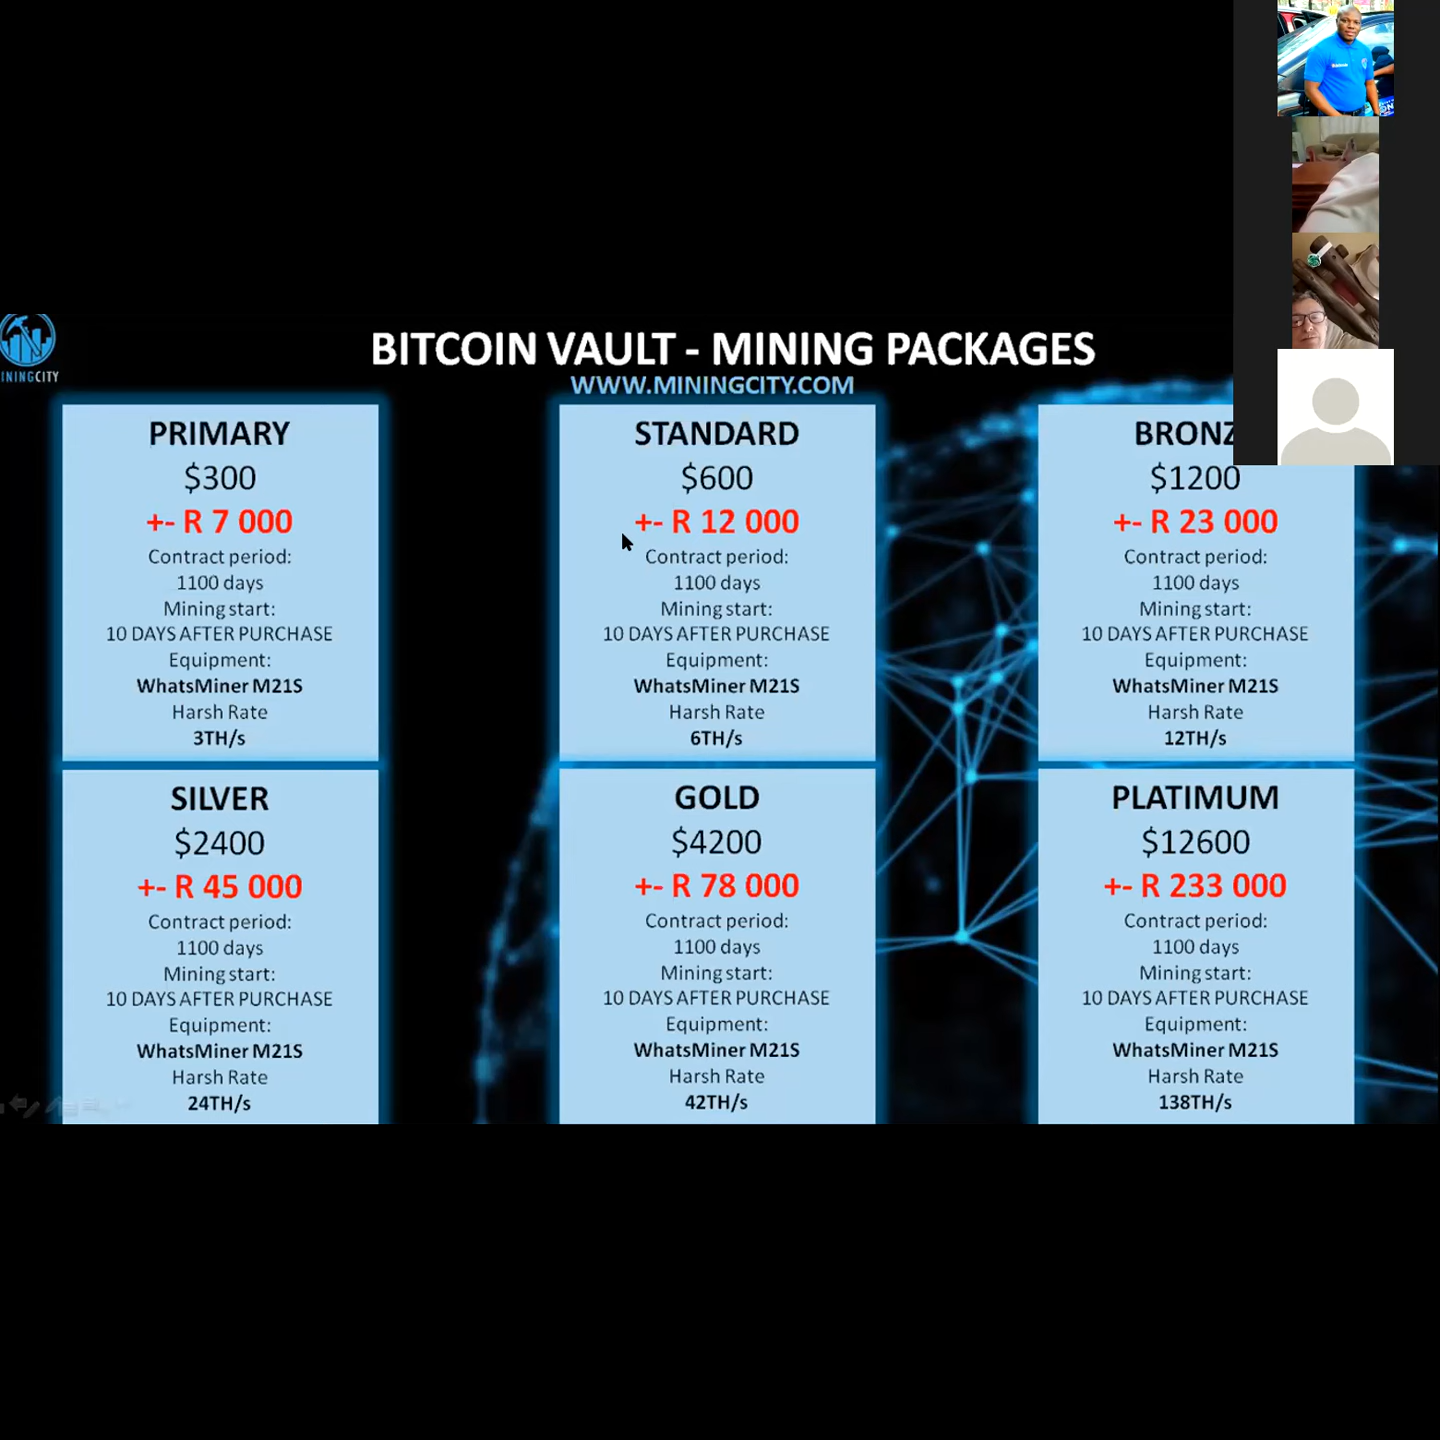 ININGCITY
BITCOIN VAULT - MINING PACKAGES
WWW.MININGCITY.COM
PRIMARY
$300
+- R 7 000
Contract period:
1100 days
Mining start:
10 DAYS AFTER PURCHASE
Equipment:
WhatsMiner M21S
Harsh Rate
3TH/s
STANDARD
$600
+- R 12 000
Contract period:
1100 days
Mining start:
10 DAYS AFTER PURCHASE
Equipment:
WhatsMiner M21S
Harsh Rate
6TH/s
BRONZ
$1200
+- R 23 000
Contract period:
1100 days
Mining start:
10 DAYS AFTER PURCHASE
Equipment:
WhatsMiner M21S
Harsh Rate
12TH/s
SILVER
$2400
+- R 45 000
Contract period:
1100 days
Mining start:
10 DAYS AFTER PURCHASE
Equipment:
WhatsMiner M21S
Harsh Rate
24TH/s
GOLD
$4200
+- R 78 000
Contract period:
1100 days
Mining start:
10 DAYS AFTER PURCHASE
Equipment:
WhatsMiner M21S
Harsh Rate
42TH/s
PLATIMUM
$12600
+- R 233 000
Contract period:
1100 days
Mining start:
10 DAYS AFTER PURCHASE
Equipment:
WhatsMiner M21S
Harsh Rate
138TH/s